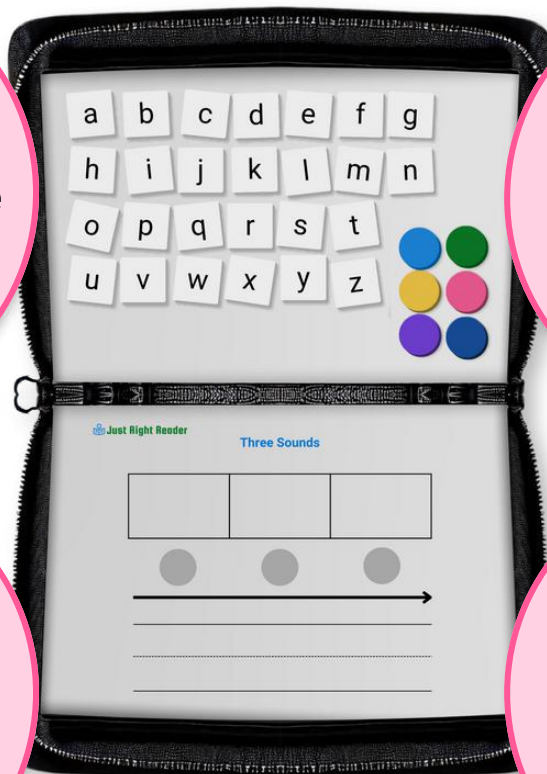 a b c d e f g
h i j k l m n
o p q r s t
u v w x y z
Just Right Reader
Three Sounds